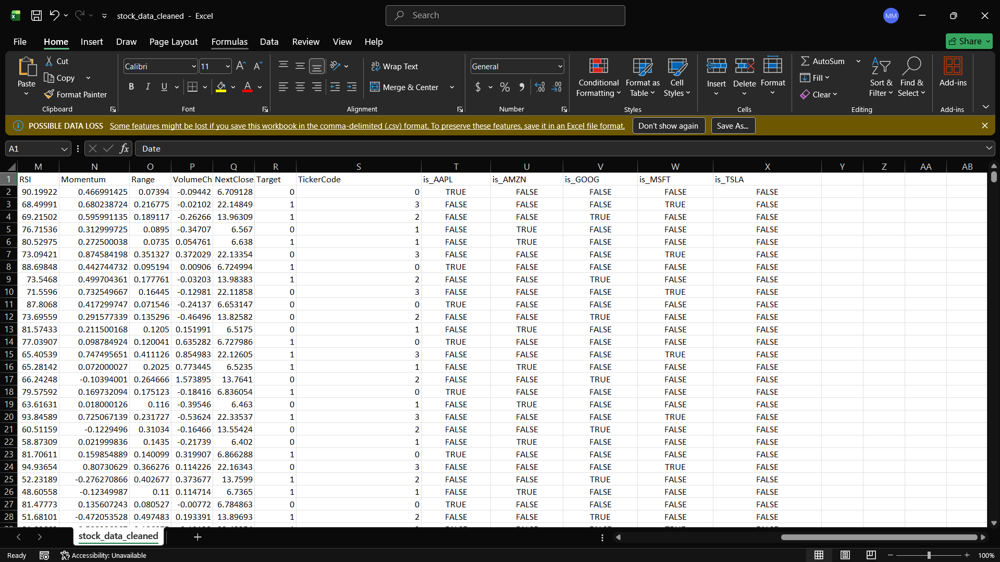 stock_data_cleaned - Excel
Search
MM
File Home Insert Draw Page Layout Formulas Data Review View Help
Share
Paste
Cut
Copy
Format Painter
Clipboard
Calibri 11
B I U
Font
Wrap Text
Merge & Center
Alignment
General
$ % ,
Number
Conditional Formatting
Format as Table
Cell Styles
Styles
Insert Delete Format
Cells
AutoSum
Fill
Clear
Sort & Filter
Find & Select
Editing
Add-ins
Add-ins
POSSIBLE DATA LOSS Some features might be lost if you save this workbook in the comma-delimited (.csv) format. To preserve these features, save it in an Excel file format. Don't show again Save As...
A1 fx Date
M N O P Q R S T U V W X Y Z AA AB
1 RSI Momentum Range VolumeCh NextClose Target TickerCode is_AAPL is_AMZN is_GOOG is_MSFT is_TSLA
2 90.19922 0.466991425 0.07394 -0.09442 6.709128 0 0 TRUE FALSE FALSE FALSE FALSE
3 68.49991 0.680238724 0.216775 -0.02102 22.14849 1 3 FALSE FALSE FALSE TRUE FALSE
4 69.21502 0.595991135 0.189117 -0.26266 13.96309 1 2 FALSE FALSE TRUE FALSE FALSE
5 76.71536 0.312999725 0.0895 -0.34707 6.567 0 1 FALSE TRUE FALSE FALSE FALSE
6 80.52975 0.272500038 0.0735 0.054761 6.638 1 1 FALSE TRUE FALSE FALSE FALSE
7 73.09421 0.874584198 0.351327 0.372029 22.13354 0 3 FALSE FALSE FALSE TRUE FALSE
8 88.69848 0.442744732 0.095194 0.00906 6.724994 1 0 TRUE FALSE FALSE FALSE FALSE
9 73.5468 0.499704361 0.177761 -0.03203 13.98383 1 2 FALSE FALSE TRUE FALSE FALSE
10 71.5596 0.732549667 0.16445 -0.12981 22.11858 0 3 FALSE FALSE FALSE TRUE FALSE
11 87.8068 0.417299747 0.071546 -0.24137 6.653147 0 0 TRUE FALSE FALSE FALSE FALSE
12 73.69559 0.291577339 0.135296 -0.46496 13.82582 0 2 FALSE FALSE TRUE FALSE FALSE
13 81.57433 0.211500168 0.1205 0.151991 6.5175 0 1 FALSE TRUE FALSE FALSE FALSE
14 77.03907 0.098784924 0.120041 0.635282 6.727986 1 0 TRUE FALSE FALSE FALSE FALSE
15 65.40539 0.747495651 0.411126 0.854983 22.12605 1 3 FALSE FALSE FALSE TRUE FALSE
16 65.28142 0.072000027 0.2025 0.773445 6.5235 1 1 FALSE TRUE FALSE FALSE FALSE
17 66.24248 -0.10394001 0.264666 1.573895 13.7641 0 2 FALSE FALSE TRUE FALSE FALSE
18 79.57592 0.169732094 0.175123 -0.18416 6.836054 1 0 TRUE FALSE FALSE FALSE FALSE
19 63.61631 0.018000126 0.116 -0.39546 6.463 0 1 FALSE TRUE FALSE FALSE FALSE
20 93.84589 0.725067139 0.231727 -0.53624 22.33537 1 3 FALSE FALSE FALSE TRUE FALSE
21 60.51159 -0.1229496 0.31034 -0.16466 13.55424 0 2 FALSE FALSE TRUE FALSE FALSE
22 58.87309 0.021999836 0.1435 -0.21739 6.402 0 1 FALSE TRUE FALSE FALSE FALSE
23 81.70611 0.159854889 0.140099 0.319907 6.866288 1 0 TRUE FALSE FALSE FALSE FALSE
24 94.93654 0.80730629 0.366276 0.114226 22.16343 0 3 FALSE FALSE FALSE TRUE FALSE
25 52.23189 -0.276270866 0.402677 0.373677 13.7599 1 2 FALSE FALSE TRUE FALSE FALSE
26 48.60558 -0.12349987 0.11 0.114714 6.7365 1 1 FALSE TRUE FALSE FALSE FALSE
27 81.47773 0.135607243 0.080527 -0.00772 6.784863 0 0 TRUE FALSE FALSE FALSE FALSE
28 51.68101 -0.472053528 0.497483 0.193391 13.89693 1 2 FALSE FALSE TRUE FALSE FALSE
stock_data_cleaned
Ready Accessibility: Unavailable 100%